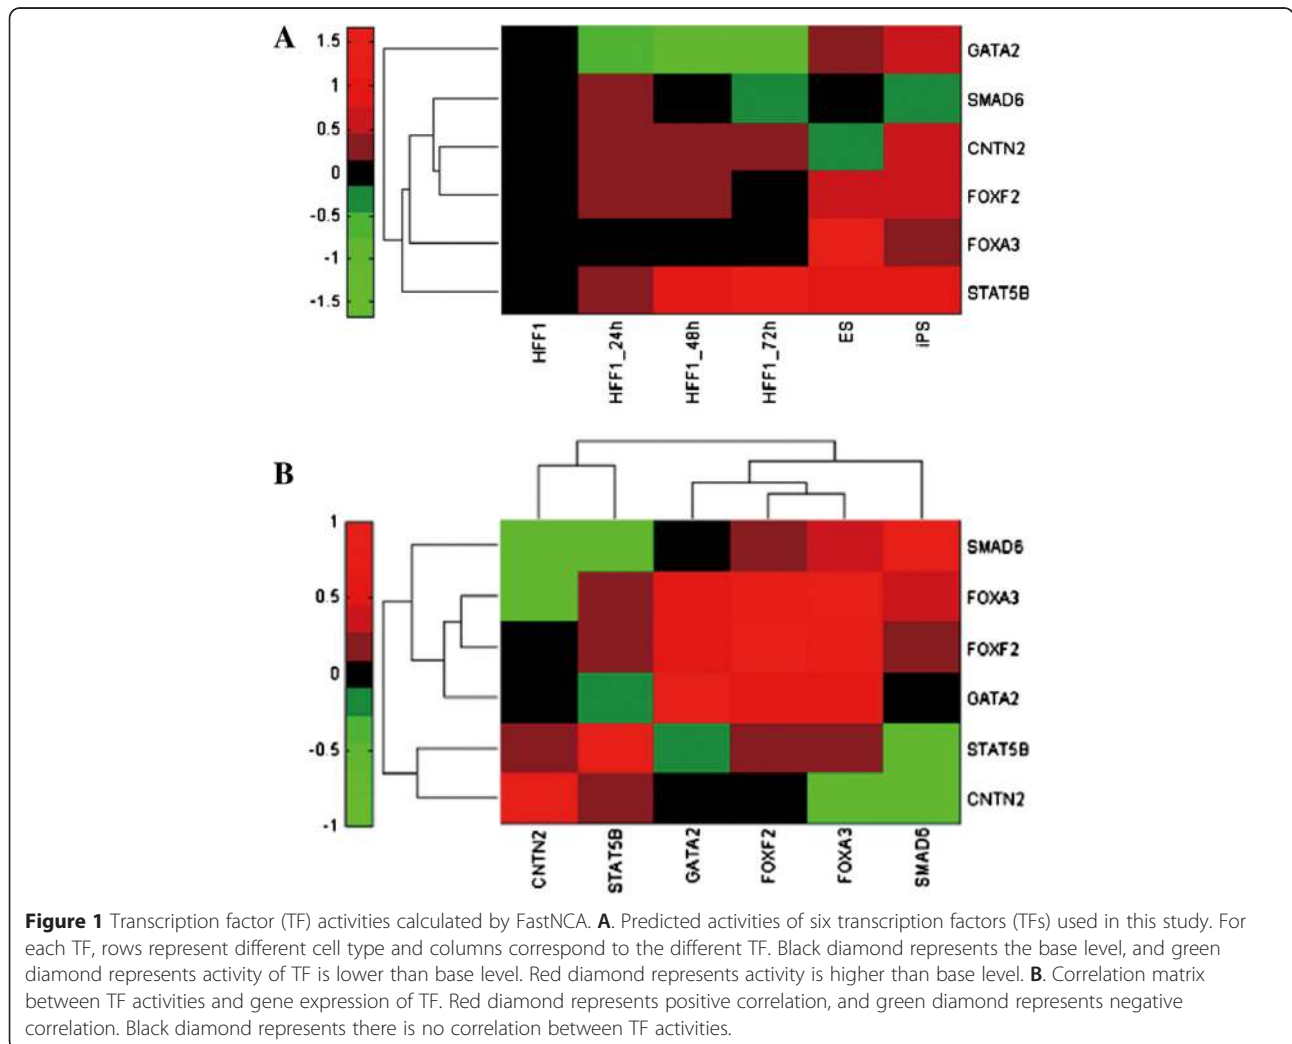 A
1.5
1
0.5
0
-0.5
-1
-1.5
GATA2
SMAD6
CNTN2
FOXF2
FOXA3
STAT5B
HFF1
HFF1_24h
HFF1_48h
HFF1_72h
ES
iPS
B
1
0.5
0
-0.5
-1
SMAD6
FOXA3
FOXF2
GATA2
STAT5B
CNTN2
CNTN2
STAT5B
GATA2
FOXF2
FOXA3
SMAD6
Figure 1 Transcription factor (TF) activities calculated by FastNCA. A. Predicted activities of six transcription factors (TFs) used in this study. For
each TF, rows represent different cell type and columns correspond to the different TF. Black diamond represents the base level, and green
diamond represents activity of TF is lower than base level. Red diamond represents activity is higher than base level. B. Correlation matrix
between TF activities and gene expression of TF. Red diamond represents positive correlation, and green diamond represents negative
correlation. Black diamond represents there is no correlation between TF activities.